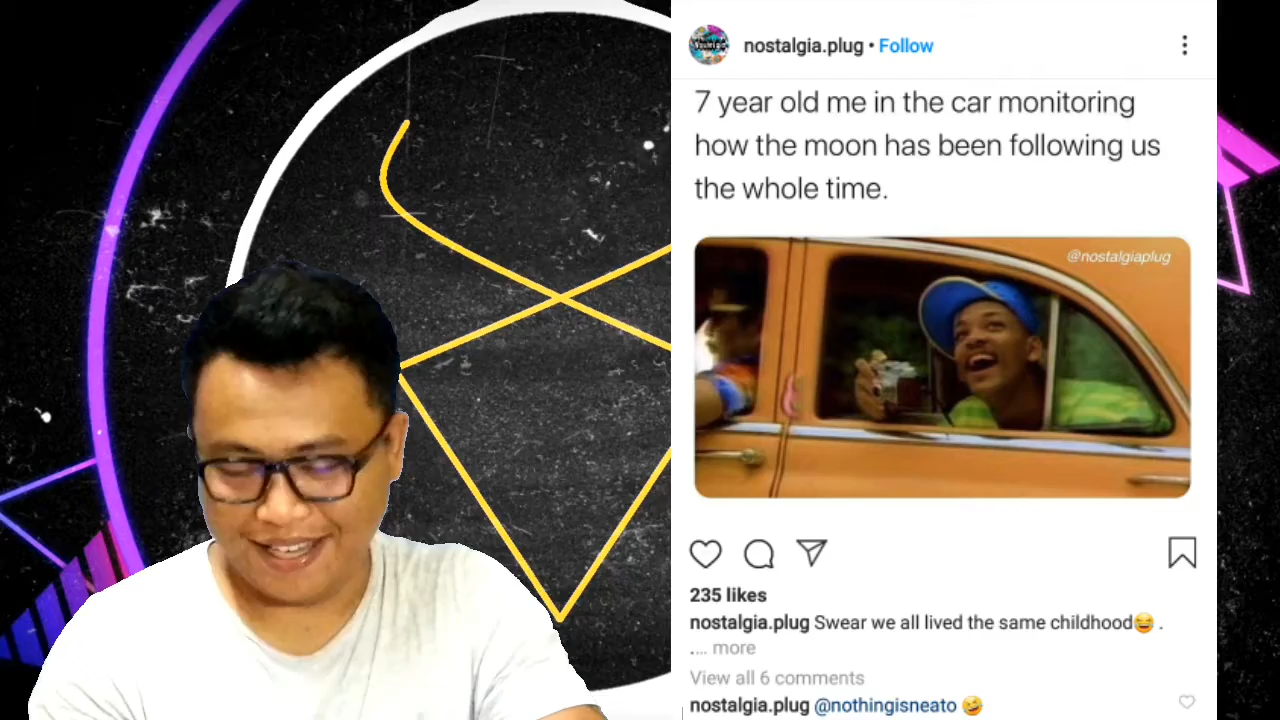 nostalgia.plug • Follow
7 year old me in the car monitoring
how the moon has been following us
the whole time.
@nostalgiaplug
235 likes
nostalgia.plug Swear we all lived the same childhood😂 .
.... more
View all 6 comments
nostalgia.plug @nothingisneato 🤣